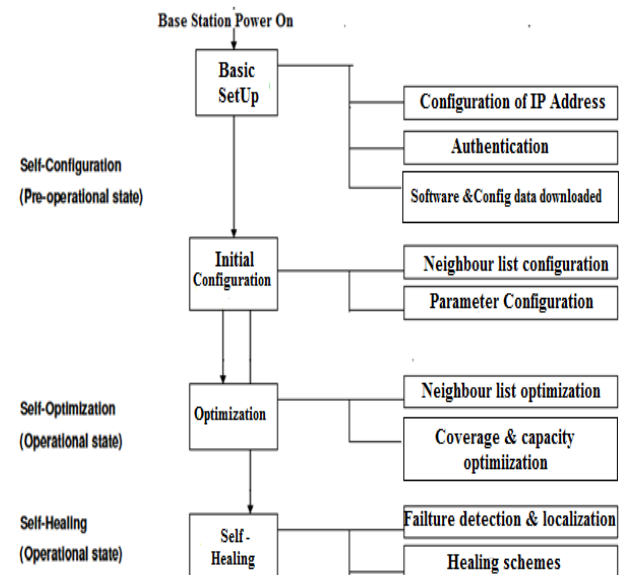 Base Station Power On
Basic
SetUp
Configuration of IP Address
Authentication
Self-Configuration
(Pre-operational state)
Software &Config data downloaded
Initial
Configuration
Neighbour list configuration
Parameter Configuration
Self-Optimization
(Operational state)
Optimization
Neighbour list optimization
Coverage & capacity
optimiization
Self-Healing
(Operational state)
Self -
Healing
Failture detection & localization
Healing schemes